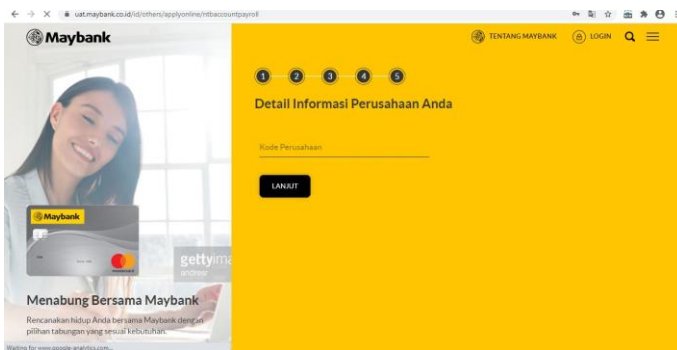 uat.maybank.co.id/id/others/applyonline/ntbaccountpayroll
Maybank
TENTANG MAYBANK
LOGIN
1 2 3 4 5
Detail Informasi Perusahaan Anda
Kode Perusahaan
LANJUT
Maybank
mastercard
gettyima
andresr
Menabung Bersama Maybank
Rencanakan hidup Anda bersama Maybank dengan
pilihan tabungan yang sesuai kebutuhan.
Waiting for www.google-analytics.com...